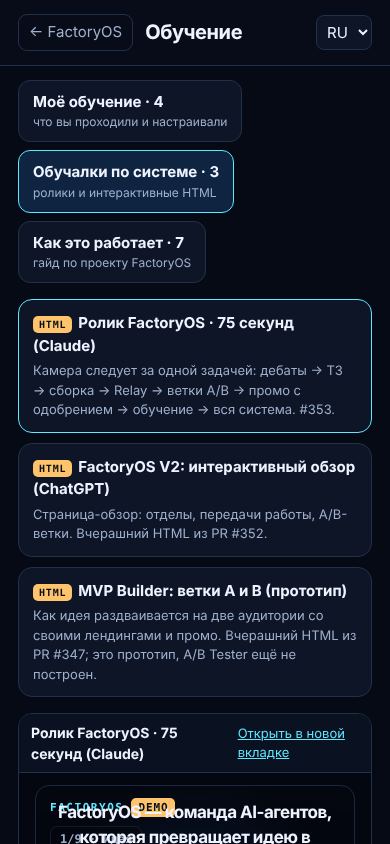 ← FactoryOS
Обучение
RU
Моё обучение · 4
что вы проходили и настраивали
Обучалки по системе · 3
ролики и интерактивные HTML
Как это работает · 7
гайд по проекту FactoryOS
HTML Ролик FactoryOS · 75 секунд
(Claude)
Камера следует за одной задачей: дебаты → ТЗ
→ сборка → Relay → ветки A/B → промо с
одобрением → обучение → вся система. #353.
HTML FactoryOS V2: интерактивный обзор
(ChatGPT)
Страница-обзор: отделы, передачи работы, A/B-
ветки. Вчерашний HTML из PR #352.
HTML MVP Builder: ветки A и B (прототип)
Как идея раздваивается на две аудитории со
своими лендингами и промо. Вчерашний HTML из
PR #347; это прототип, A/B Tester ещё не
построен.
Ролик FactoryOS · 75
секунд (Claude)
Открыть в новой
вкладке
FACTORYOS DEMO
FactoryOS — команда AI-агентов,
1/9
которая превращает идею в